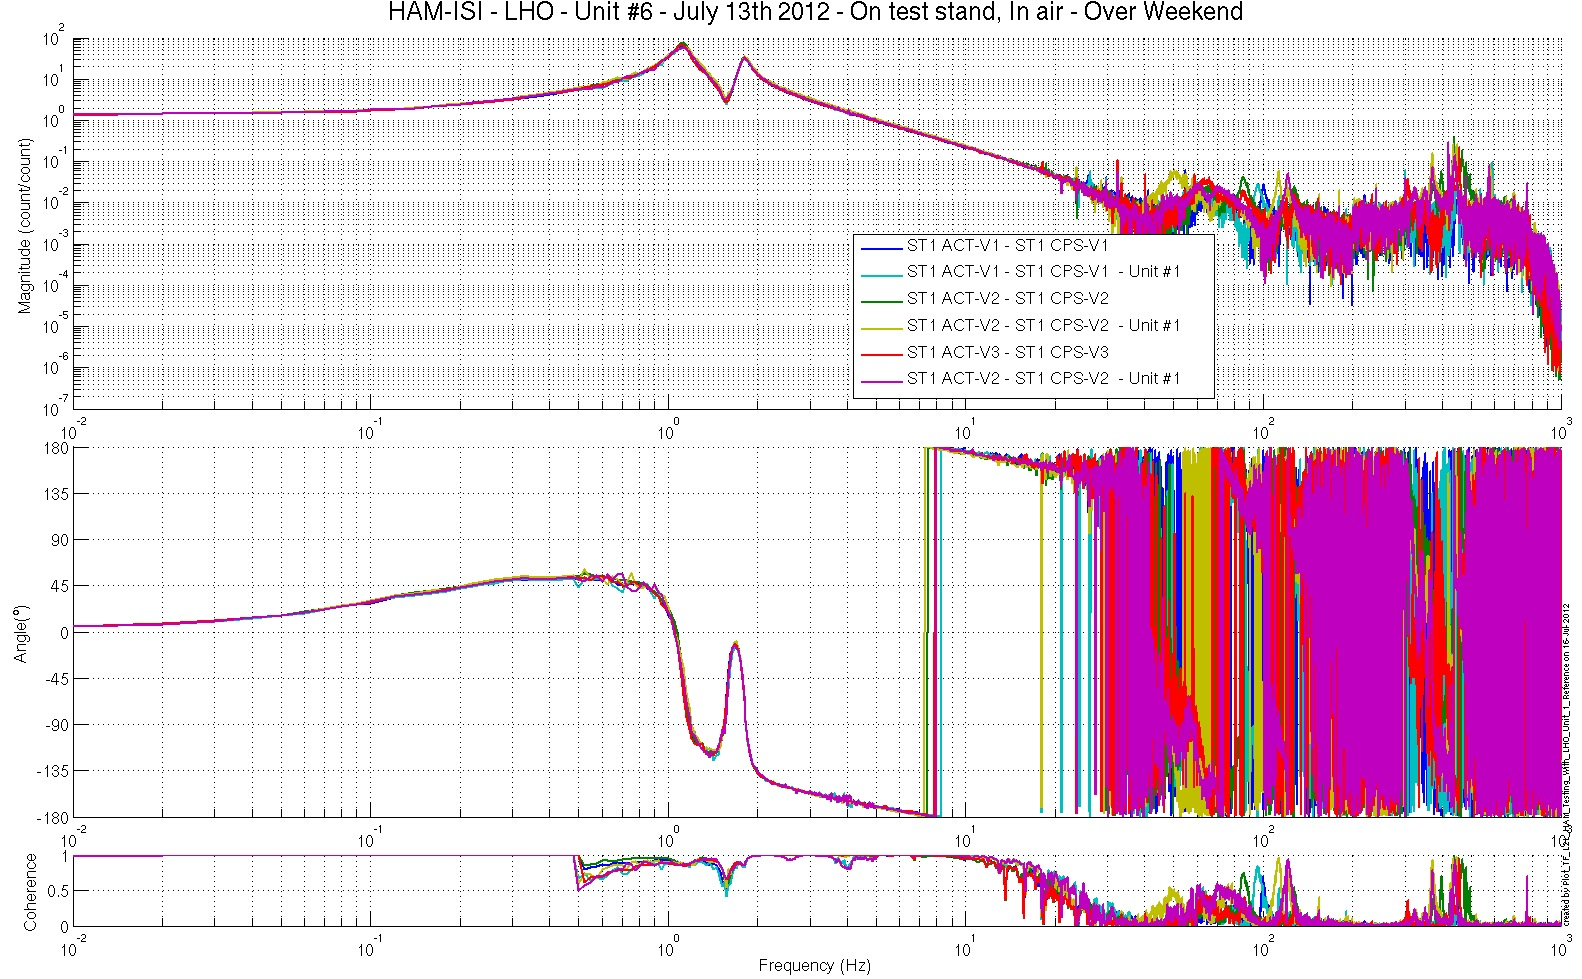 HAM-ISI - LHO - Unit #6 - July 13th 2012 - On test stand, In air - Over Weekend
Magnitude (count/count)
10^2
10^1
10^0
10^-1
10^-2
10^-3
10^-4
10^-5
10^-6
10^-7
ST1 ACT-V1 - ST1 CPS-V1
ST1 ACT-V1 - ST1 CPS-V1 - Unit #1
ST1 ACT-V2 - ST1 CPS-V2
ST1 ACT-V2 - ST1 CPS-V2 - Unit #1
ST1 ACT-V3 - ST1 CPS-V3
ST1 ACT-V2 - ST1 CPS-V2 - Unit #1
10^-2 10^-1 10^0 10^1 10^2 10^3
Angle(°)
180
135
90
45
0
-45
-90
-135
-180
10^-2 10^-1 10^0 10^1 10^2 10^3
Coherence
1
0.5
0
10^-2 10^-1 10^0 10^1 10^2 10^3
Frequency (Hz)
Reference on 16-Jul-2012